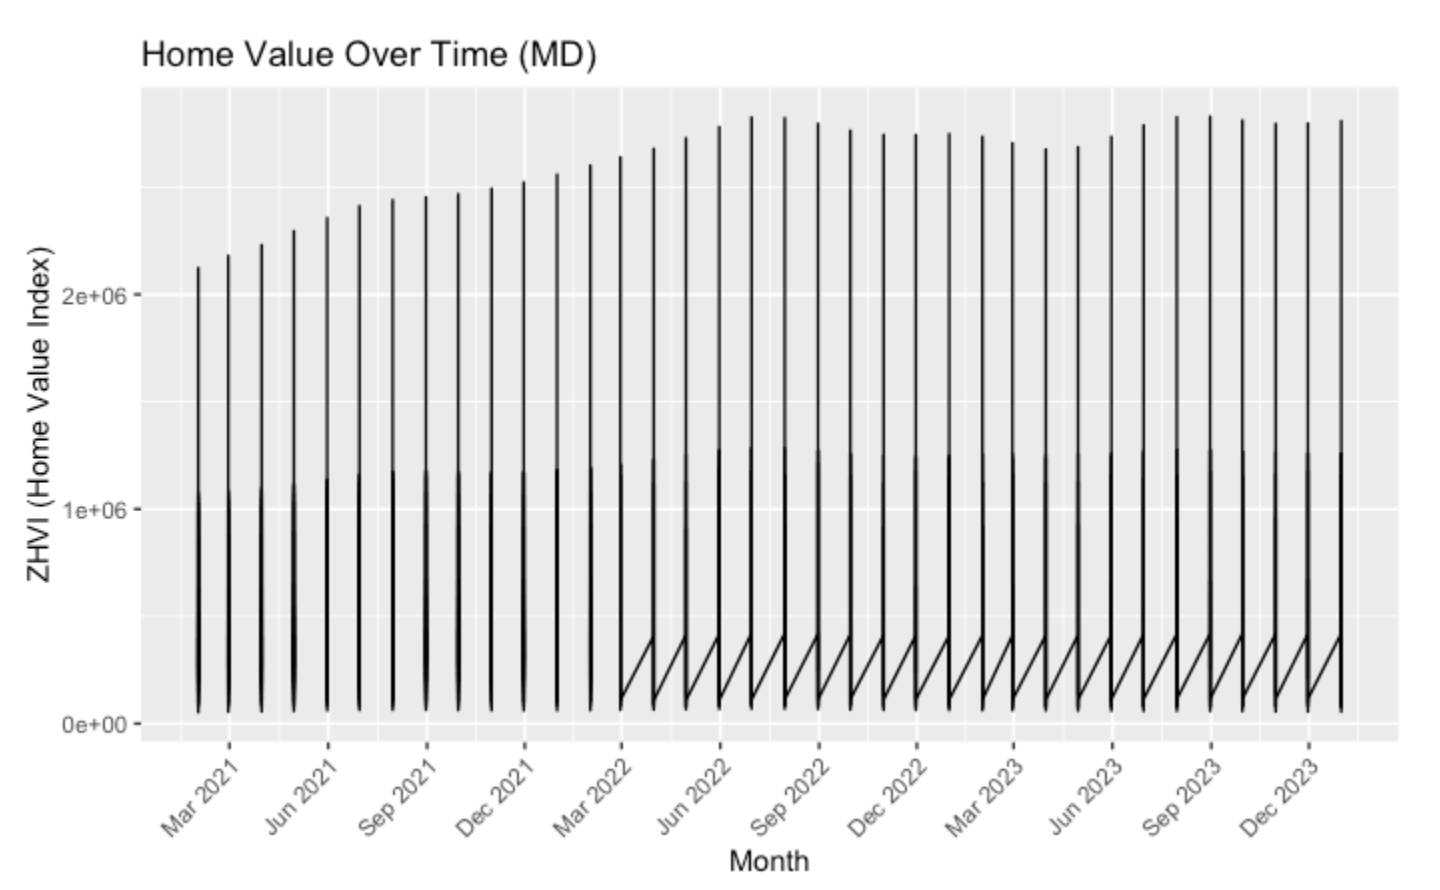 Home Value Over Time (MD)
ZHVI (Home Value Index)
2e+06
1e+06
0e+00
Mar 2021
Jun 2021
Sep 2021
Dec 2021
Mar 2022
Jun 2022
Sep 2022
Dec 2022
Mar 2023
Jun 2023
Sep 2023
Dec 2023
Month